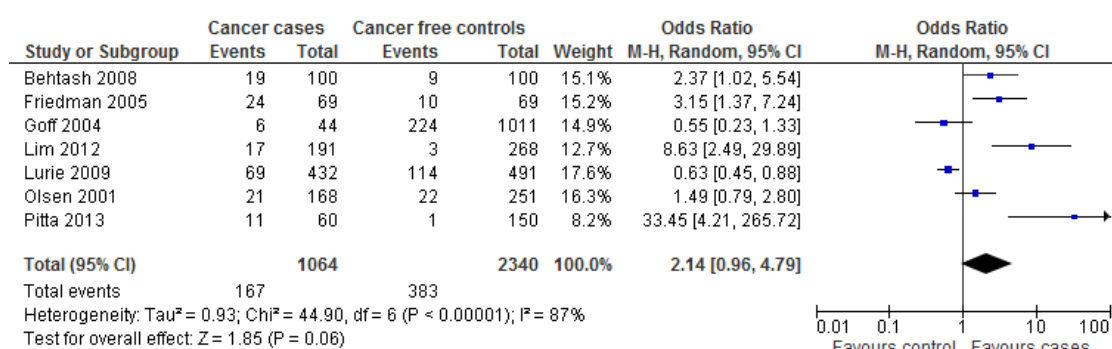 Cancer cases Cancer free controls Odds Ratio Odds Ratio
Study or Subgroup Events Total Events Total Weight M-H, Random, 95% CI M-H, Random, 95% CI
Behtash 2008 19 100 9 100 15.1% 2.37 [1.02, 5.54]
Friedman 2005 24 69 10 69 15.2% 3.15 [1.37, 7.24]
Goff 2004 6 44 224 1011 14.9% 0.55 [0.23, 1.33]
Lim 2012 17 191 3 268 12.7% 8.63 [2.49, 29.89]
Lurie 2009 69 432 114 491 17.6% 0.63 [0.45, 0.88]
Olsen 2001 21 168 22 251 16.3% 1.49 [0.79, 2.80]
Pitta 2013 11 60 1 150 8.2% 33.45 [4.21, 265.72]
Total (95% CI) 1064 2340 100.0% 2.14 [0.96, 4.79]
Total events 167 383
Heterogeneity: Tau² = 0.93; Chi² = 44.90, df = 6 (P < 0.00001); I² = 87%
Test for overall effect: Z = 1.85 (P = 0.06)
0.01 0.1 1 10 100
Favours control Favours cases